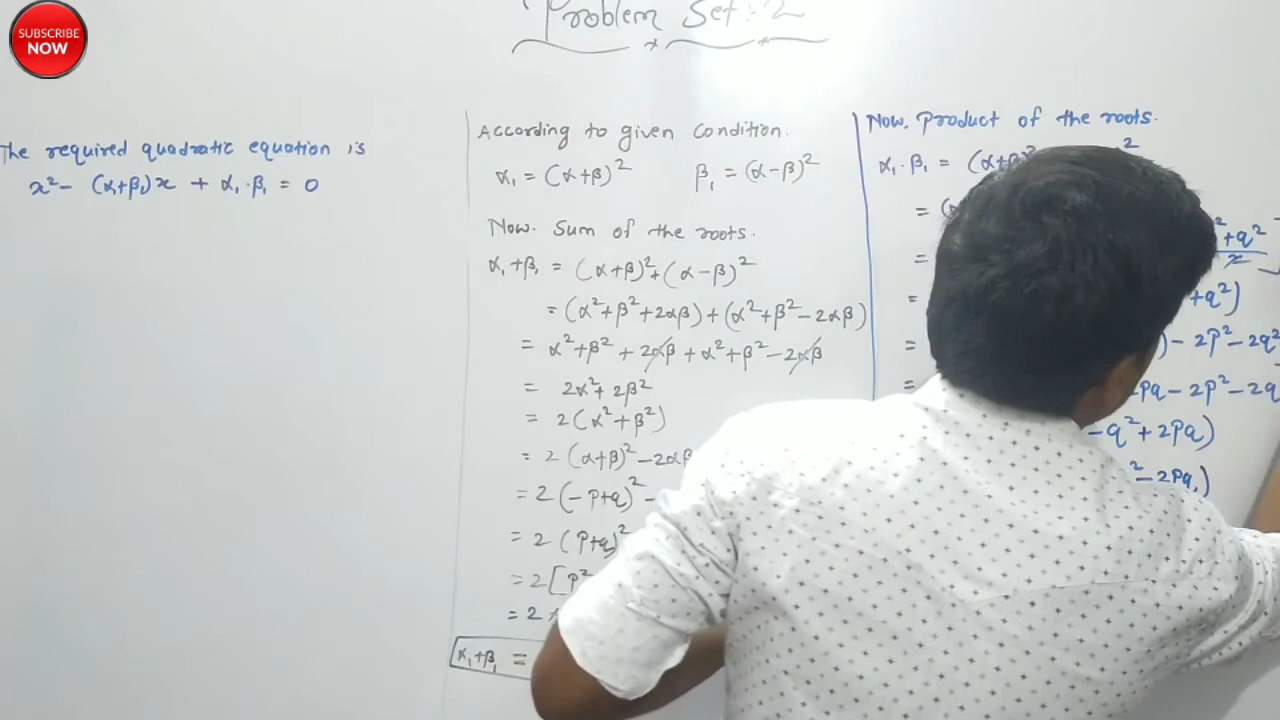 SUBSCRIBE
NOW
Problem Set: 2
The required quadratic equation is
x² - (α₁+β₁)x + α₁·β₁ = 0
According to given condition.
α₁ = (α+β)² β₁ = (α-β)²
Now. Sum of the roots.
α₁+β₁ = (α+β)²+(α-β)²
= (α²+β²+2αβ)+(α²+β²-2αβ)
= α²+β²+2αβ+α²+β²-2αβ
= 2α²+2β²
= 2(α²+β²)
= 2(α+β)²-2αβ
= 2(-p+q)²-
= 2(p+q)²
= 2[p²
= 2
α₁+β₁ =
Now, Product of the roots.
α₁·β₁ = (α+β)² ²
= (
= ²+q²
= +q²)
= )-2p²-2q²
= pq-2p²-2q
-q²+2pq)
²-2pq)